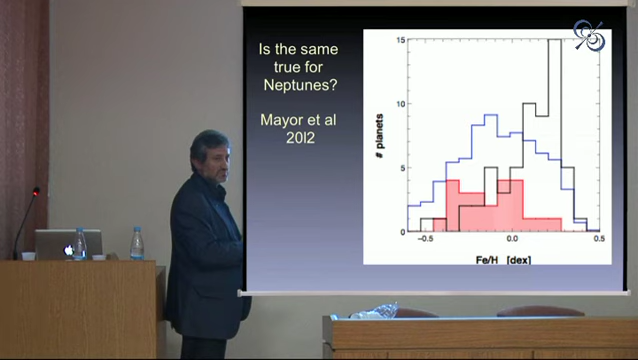 Is the same
true for
Neptunes?
Mayor et al
20l2
15
10
5
0
# planets
−0.5
0.0
0.5
Fe/H [dex]